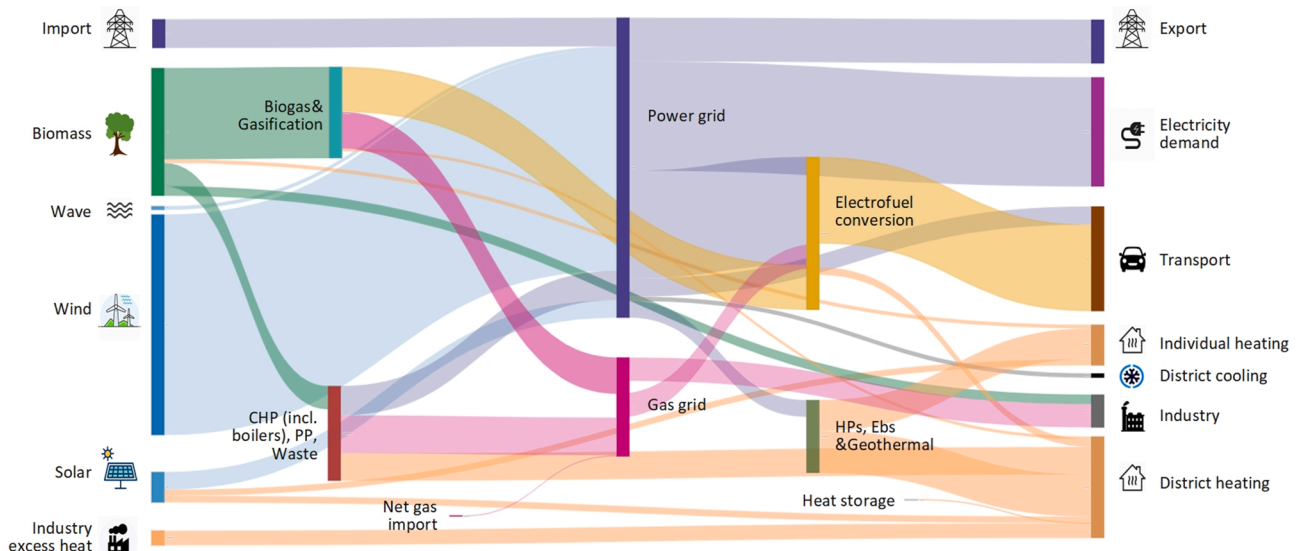 Import
Biomass
Wave
Wind
Solar
Industry
excess heat
Biogas&
Gasification
CHP (incl.
boilers), PP,
Waste
Net gas
import
Power grid
Gas grid
Electrofuel
conversion
HPs, Ebs
&Geothermal
Heat storage
Export
Electricity
demand
Transport
Individual heating
District cooling
Industry
District heating